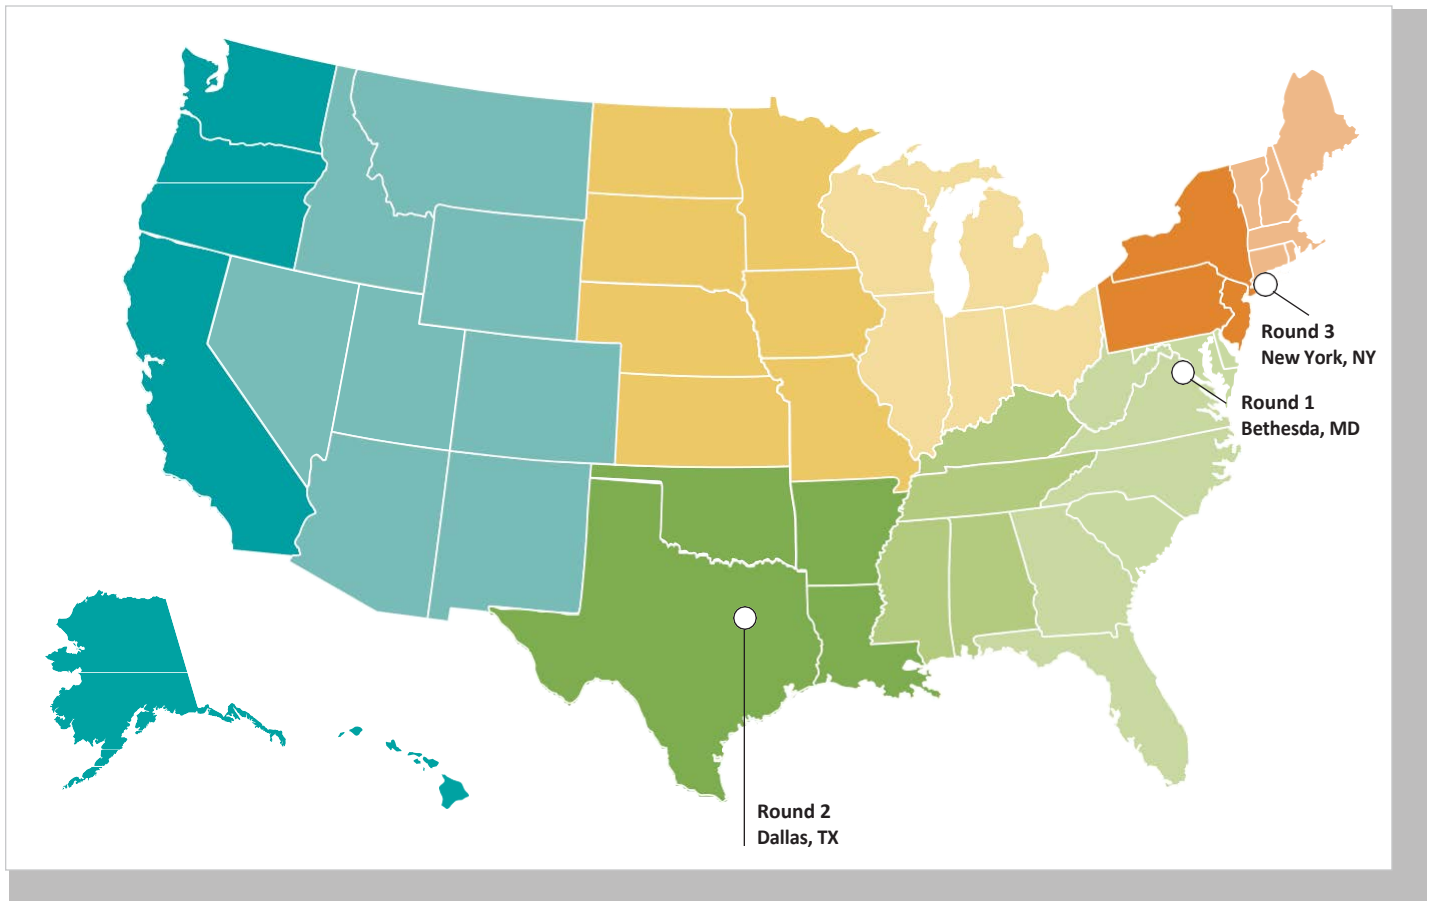 Round 3
New York, NY
Round 1
Bethesda, MD
Round 2
Dallas, TX